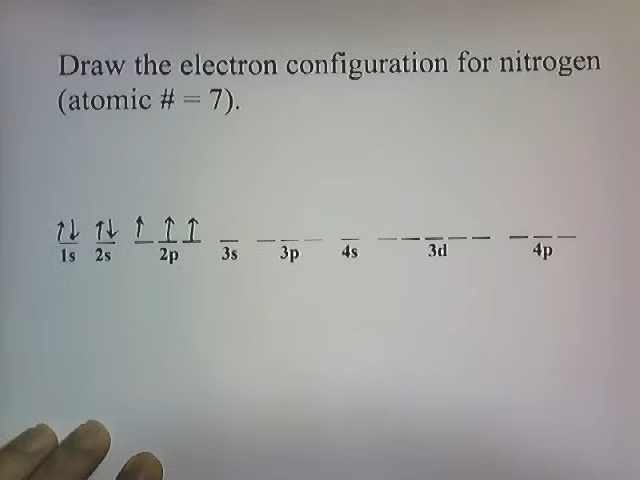 Draw the electron configuration for nitrogen
(atomic # = 7).
↑↓ ↑↓ ↑ ↑ ↑
1s 2s 2p 3s 3p 4s 3d 4p